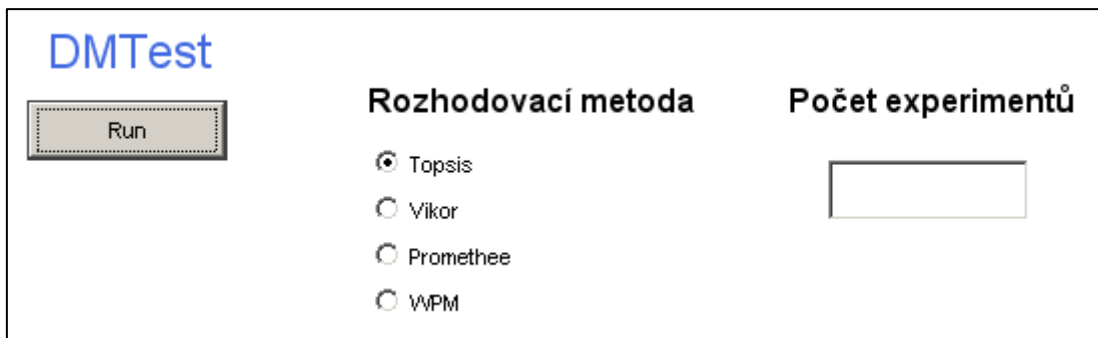 DMTest
Run
Rozhodovací metoda
Topsis
Vikor
Promethee
WPM
Počet experimentů